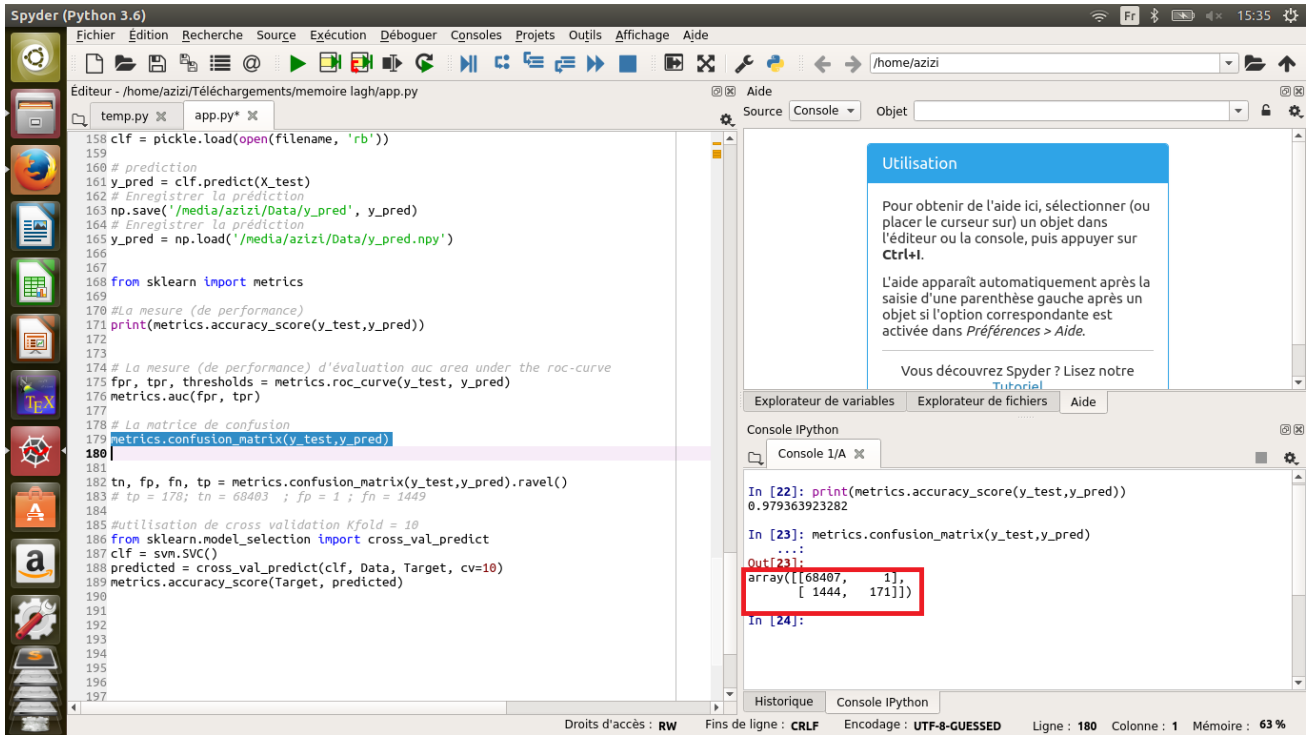 Spyder (Python 3.6)
Fr
15:35
Fichier Édition Recherche Source Exécution Déboguer Consoles Projets Outils Affichage Aide
@
/home/azizi
Éditeur - /home/azizi/Téléchargements/memoire lagh/app.py
temp.py
app.py*
158 clf = pickle.load(open(filename, 'rb'))
159
160 # prediction
161 y_pred = clf.predict(X_test)
162 # Enregistrer la prédiction
163 np.save('/media/azizi/Data/y_pred', y_pred)
164 # Enregistrer la prédiction
165 y_pred = np.load('/media/azizi/Data/y_pred.npy')
166
167
168 from sklearn import metrics
169
170 #La mesure (de performance)
171 print(metrics.accuracy_score(y_test,y_pred))
172
173
174 # La mesure (de performance) d'évaluation auc area under the roc-curve
175 fpr, tpr, thresholds = metrics.roc_curve(y_test, y_pred)
176 metrics.auc(fpr, tpr)
177
178 # La matrice de confusion
179 metrics.confusion_matrix(y_test,y_pred)
180
181
182 tn, fp, fn, tp = metrics.confusion_matrix(y_test,y_pred).ravel()
183 # tp = 178; tn = 68403  ; fp = 1 ; fn = 1449
184
185 #utilisation de cross validation Kfold = 10
186 from sklearn.model_selection import cross_val_predict
187 clf = svm.SVC()
188 predicted = cross_val_predict(clf, Data, Target, cv=10)
189 metrics.accuracy_score(Target, predicted)
190
191
192
193
194
195
196
197
Aide
Source Console Objet
Utilisation
Pour obtenir de l'aide ici, sélectionner (ou
placer le curseur sur) un objet dans
l'éditeur ou la console, puis appuyer sur
Ctrl+I.
L'aide apparaît automatiquement après la
saisie d'une parenthèse gauche après un
objet si l'option correspondante est
activée dans Préférences > Aide.
Vous découvrez Spyder ? Lisez notre
Tutoriel
Explorateur de variables
Explorateur de fichiers
Aide
Console IPython
Console 1/A
In [22]: print(metrics.accuracy_score(y_test,y_pred))
0.979363923282
In [23]: metrics.confusion_matrix(y_test,y_pred)
...:
Out[23]:
array([[68407,     1],
[ 1444,   171]])
In [24]:
Historique
Console IPython
Droits d'accès : RW Fins de ligne : CRLF Encodage : UTF-8-GUESSED Ligne : 180 Colonne : 1 Mémoire : 63 %
TEX
A
a